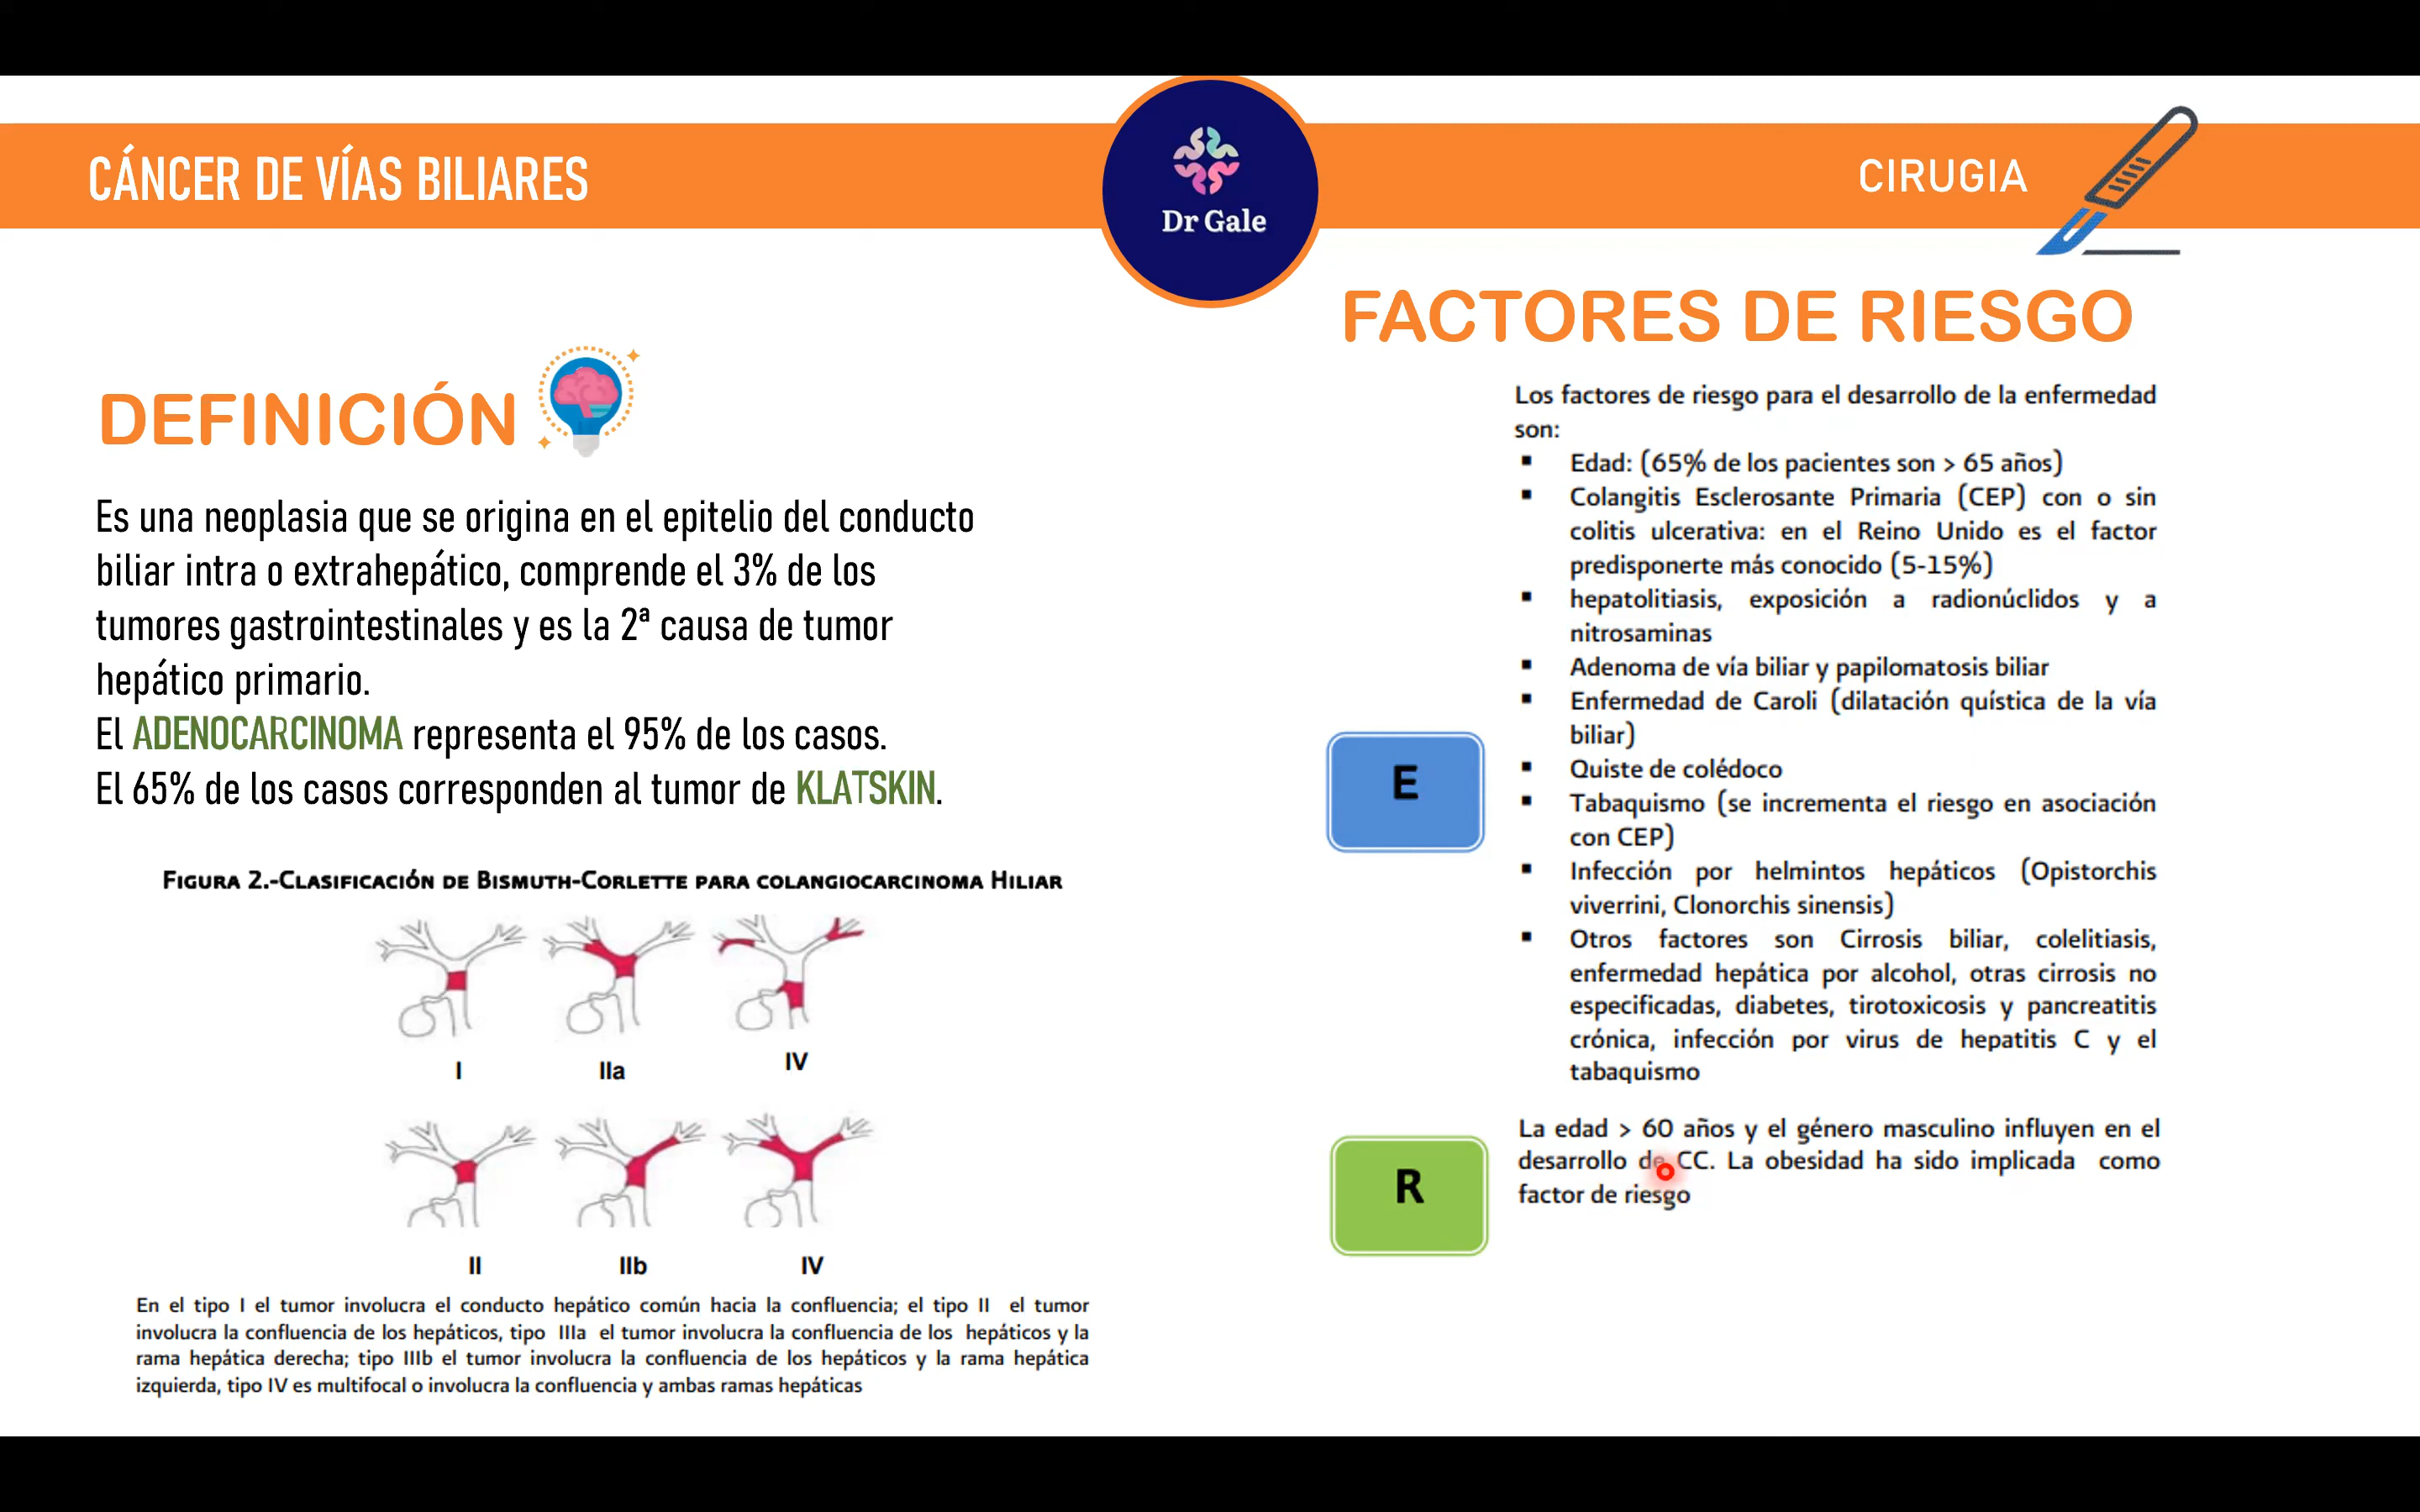 CÁNCER DE VÍAS BILIARES
Dr Gale
CIRUGIA
DEFINICIÓN
Es una neoplasia que se origina en el epitelio del conducto
biliar intra o extrahepático, comprende el 3% de los
tumores gastrointestinales y es la 2ª causa de tumor
hepático primario.
El ADENOCARCINOMA representa el 95% de los casos.
El 65% de los casos corresponden al tumor de KLATSKIN.
FIGURA 2.-CLASIFICACIÓN DE BISMUTH-CORLETTE PARA COLANGIOCARCINOMA HILIAR
I
IIa
IV
II
IIb
IV
En el tipo I el tumor involucra el conducto hepático común hacia la confluencia; el tipo II el tumor
involucra la confluencia de los hepáticos, tipo IIIa el tumor involucra la confluencia de los hepáticos y la
rama hepática derecha; tipo IIIb el tumor involucra la confluencia de los hepáticos y la rama hepática
izquierda, tipo IV es multifocal o involucra la confluencia y ambas ramas hepáticas
FACTORES DE RIESGO
Los factores de riesgo para el desarrollo de la enfermedad
son:
▪ Edad: (65% de los pacientes son > 65 años)
▪ Colangitis Esclerosante Primaria (CEP) con o sin
colitis ulcerativa: en el Reino Unido es el factor
predisponerte más conocido (5-15%)
▪ hepatolitiasis, exposición a radionúclidos y a
nitrosaminas
▪ Adenoma de vía biliar y papilomatosis biliar
▪ Enfermedad de Caroli (dilatación quística de la vía
biliar)
▪ Quiste de colédoco
▪ Tabaquismo (se incrementa el riesgo en asociación
con CEP)
▪ Infección por helmintos hepáticos (Opistorchis
viverrini, Clonorchis sinensis)
▪ Otros factores son Cirrosis biliar, colelitiasis,
enfermedad hepática por alcohol, otras cirrosis no
especificadas, diabetes, tirotoxicosis y pancreatitis
crónica, infección por virus de hepatitis C y el
tabaquismo
E
La edad > 60 años y el género masculino influyen en el
desarrollo de CC. La obesidad ha sido implicada como
factor de riesgo
R